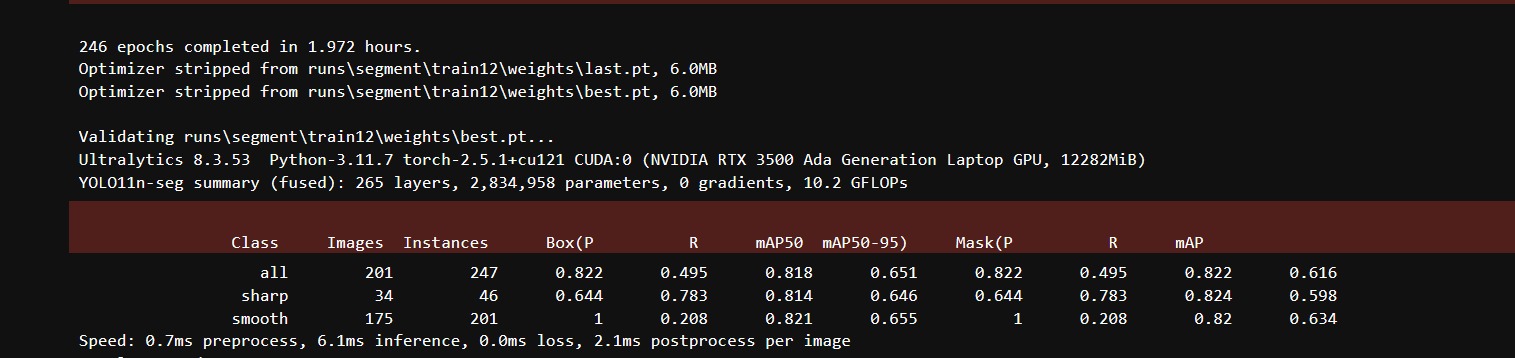 246 epochs completed in 1.972 hours.
Optimizer stripped from runs\segment\train12\weights\last.pt, 6.0MB
Optimizer stripped from runs\segment\train12\weights\best.pt, 6.0MB
Validating runs\segment\train12\weights\best.pt...
Ultralytics 8.3.53 Python-3.11.7 torch-2.5.1+cu121 CUDA:0 (NVIDIA RTX 3500 Ada Generation Laptop GPU, 12282MiB)
YOLO11n-seg summary (fused): 265 layers, 2,834,958 parameters, 0 gradients, 10.2 GFLOPs
Class Images Instances Box(P R mAP50 mAP50-95) Mask(P R mAP
all 201 247 0.822 0.495 0.818 0.651 0.822 0.495 0.822 0.616
sharp 34 46 0.644 0.783 0.814 0.646 0.644 0.783 0.824 0.598
smooth 175 201 1 0.208 0.821 0.655 1 0.208 0.82 0.634
Speed: 0.7ms preprocess, 6.1ms inference, 0.0ms loss, 2.1ms postprocess per image